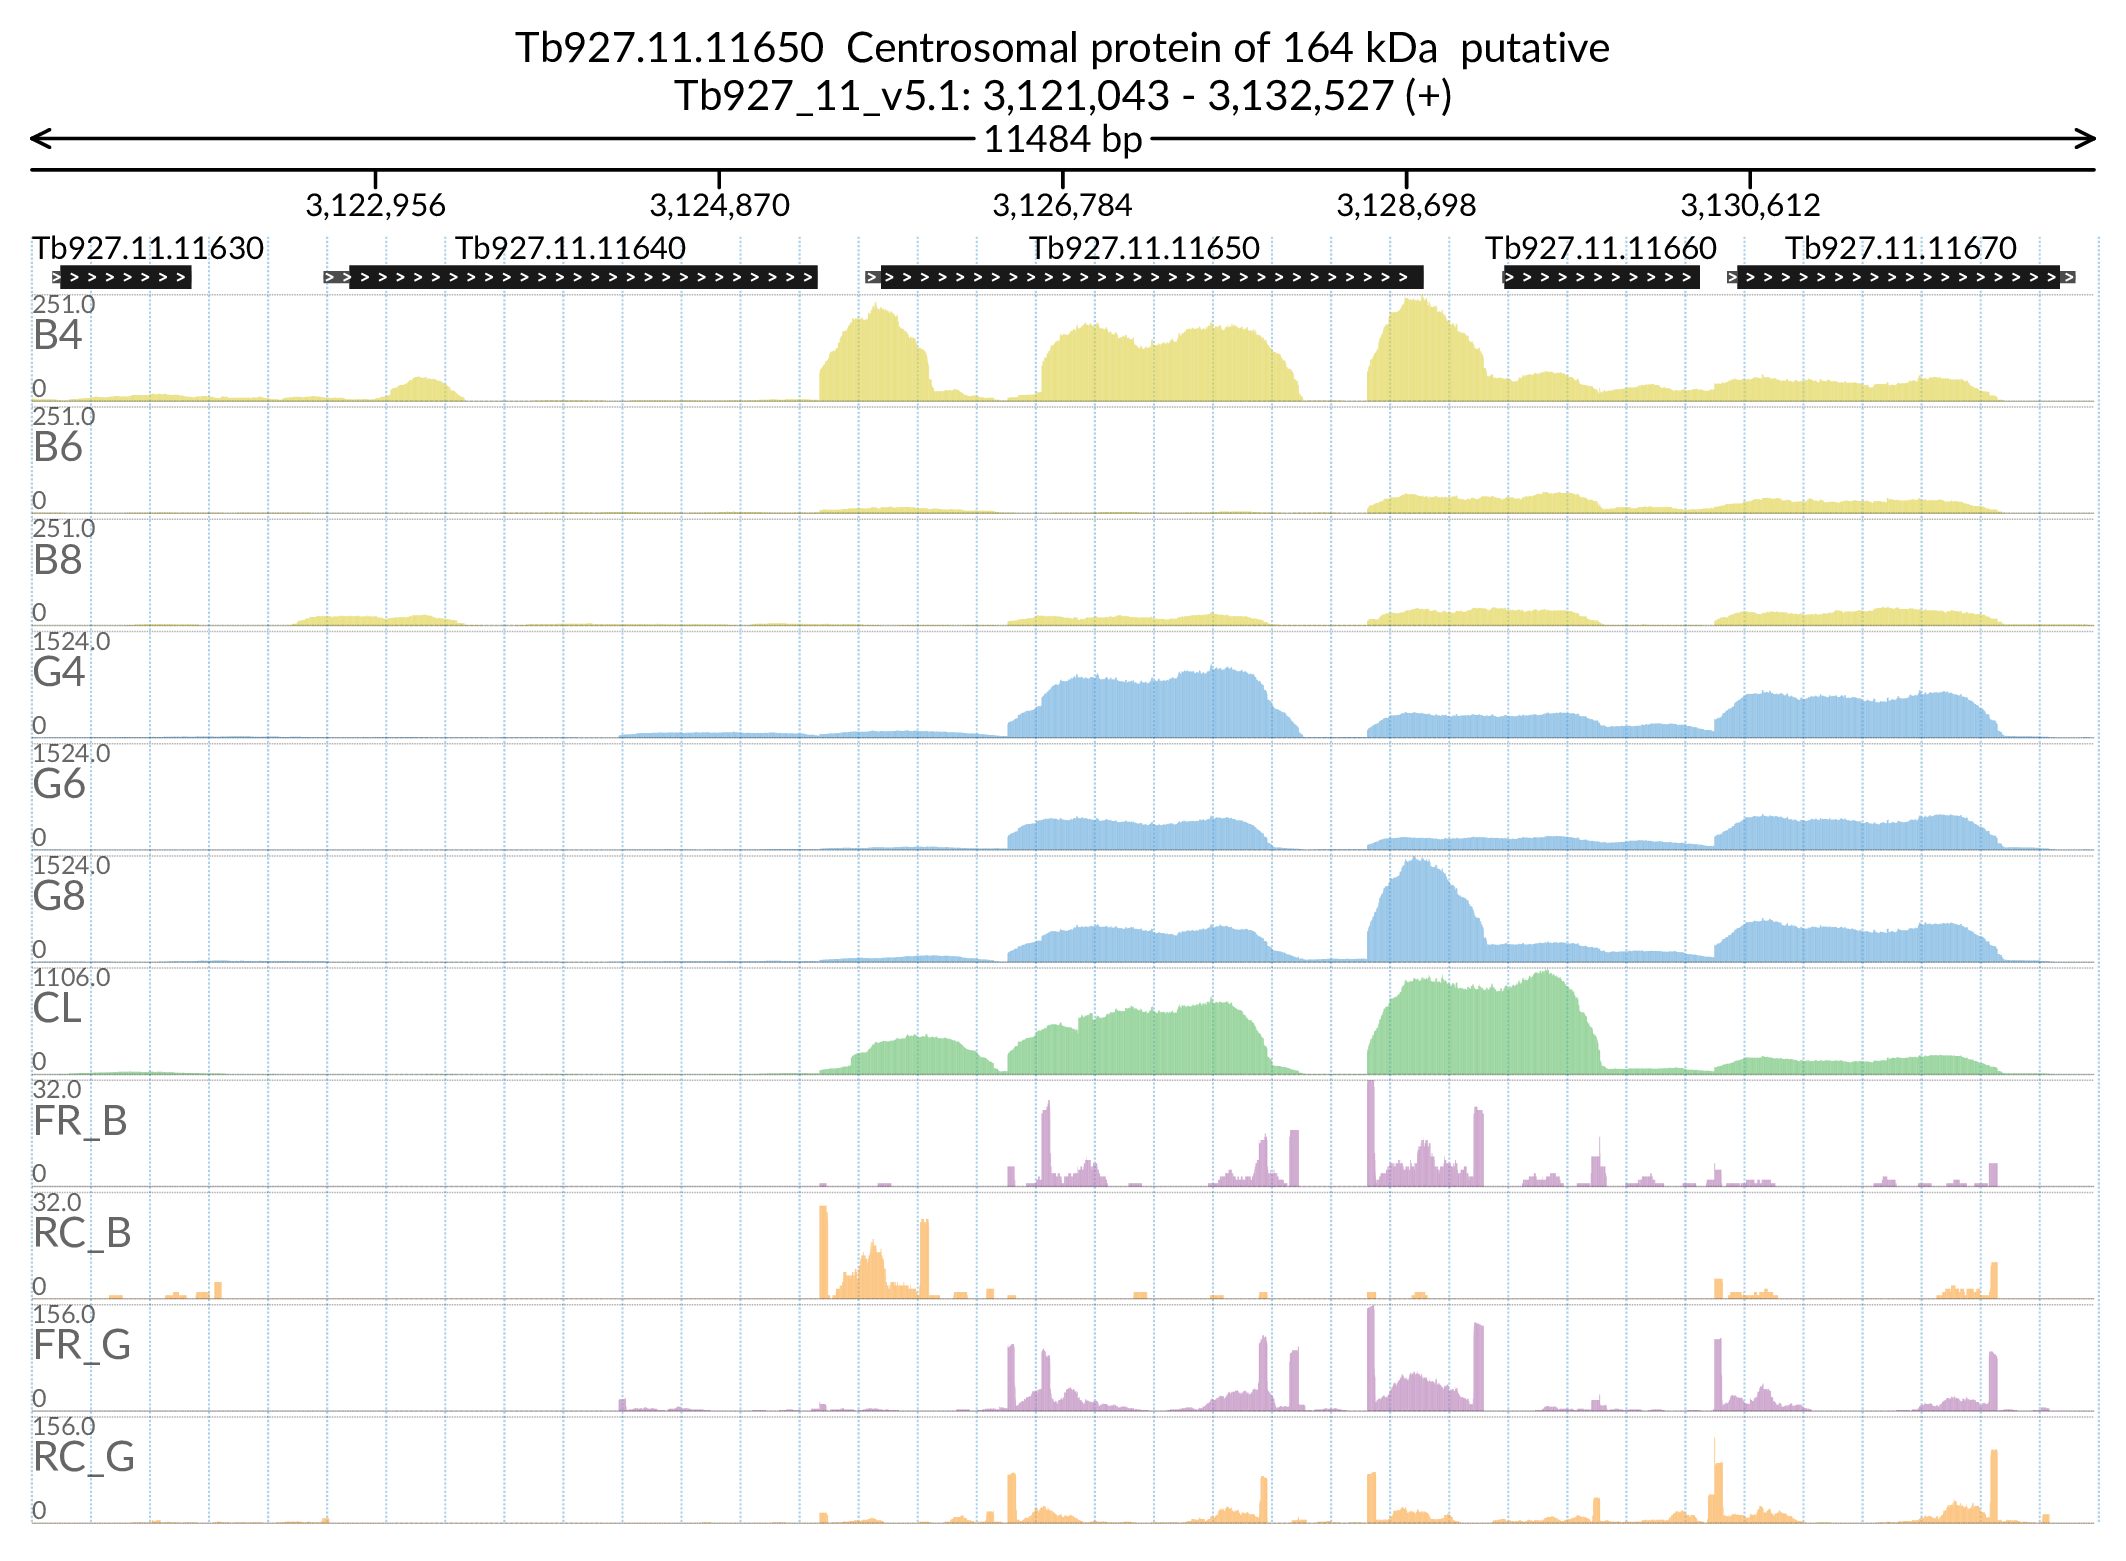 Tb927.11.11650  Centrosomal protein of 164 kDa  putative
Tb927_11_v5.1: 3,121,043 - 3,132,527 (+)
11484 bp
3,122,956 3,124,870 3,126,784 3,128,698 3,130,612
Tb927.11.11630 Tb927.11.11640 Tb927.11.11650 Tb927.11.11660 Tb927.11.11670
251.0
B4
0
251.0
B6
0
251.0
B8
0
1524.0
G4
0
1524.0
G6
0
1524.0
G8
0
1106.0
CL
0
32.0
FR_B
0
32.0
RC_B
0
156.0
FR_G
0
156.0
RC_G
0